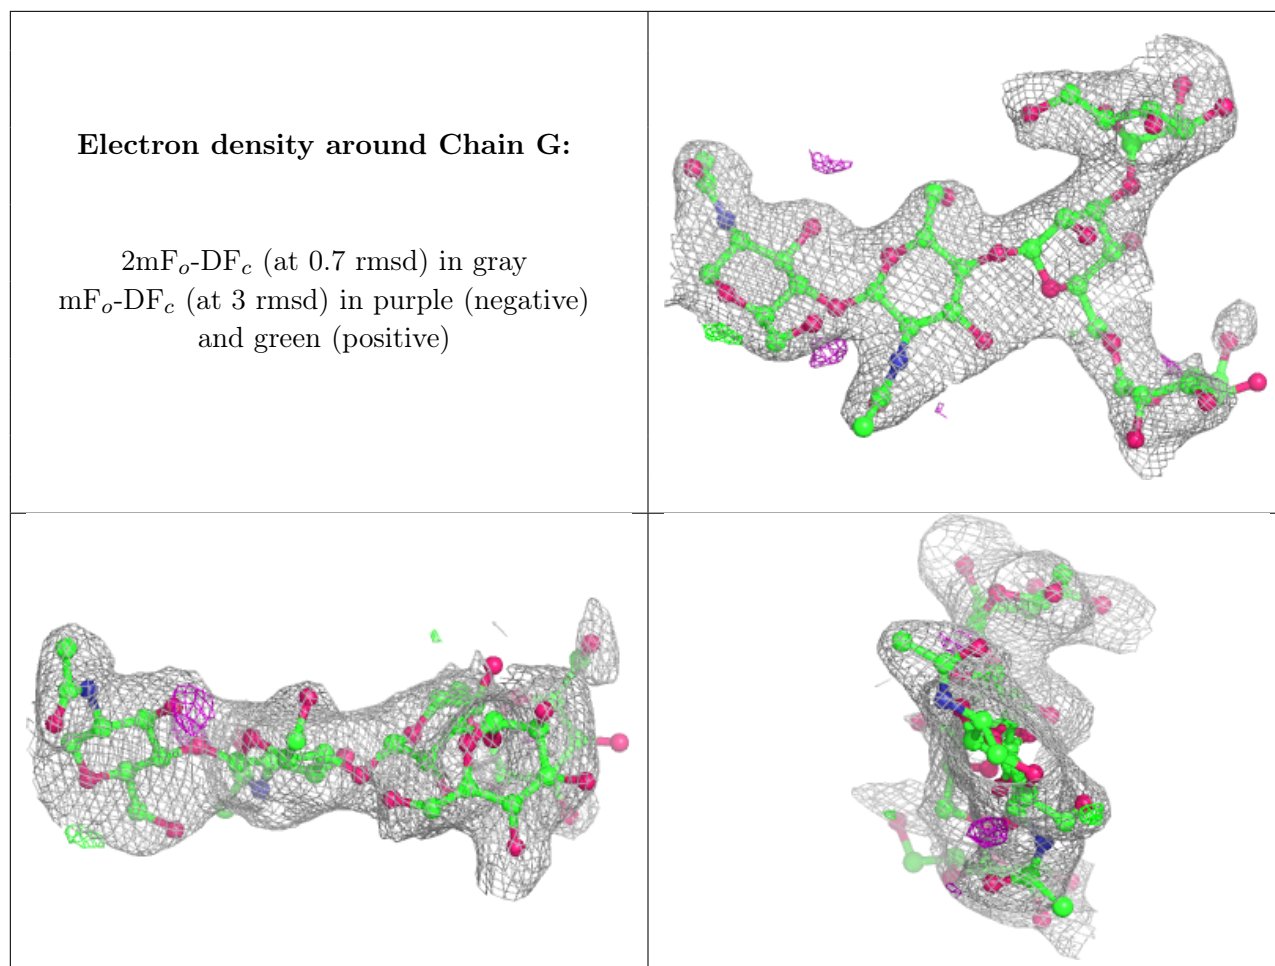 Electron density around Chain G:
2mFₒ-DF𝑐 (at 0.7 rmsd) in gray
mFₒ-DF𝑐 (at 3 rmsd) in purple (negative)
and green (positive)